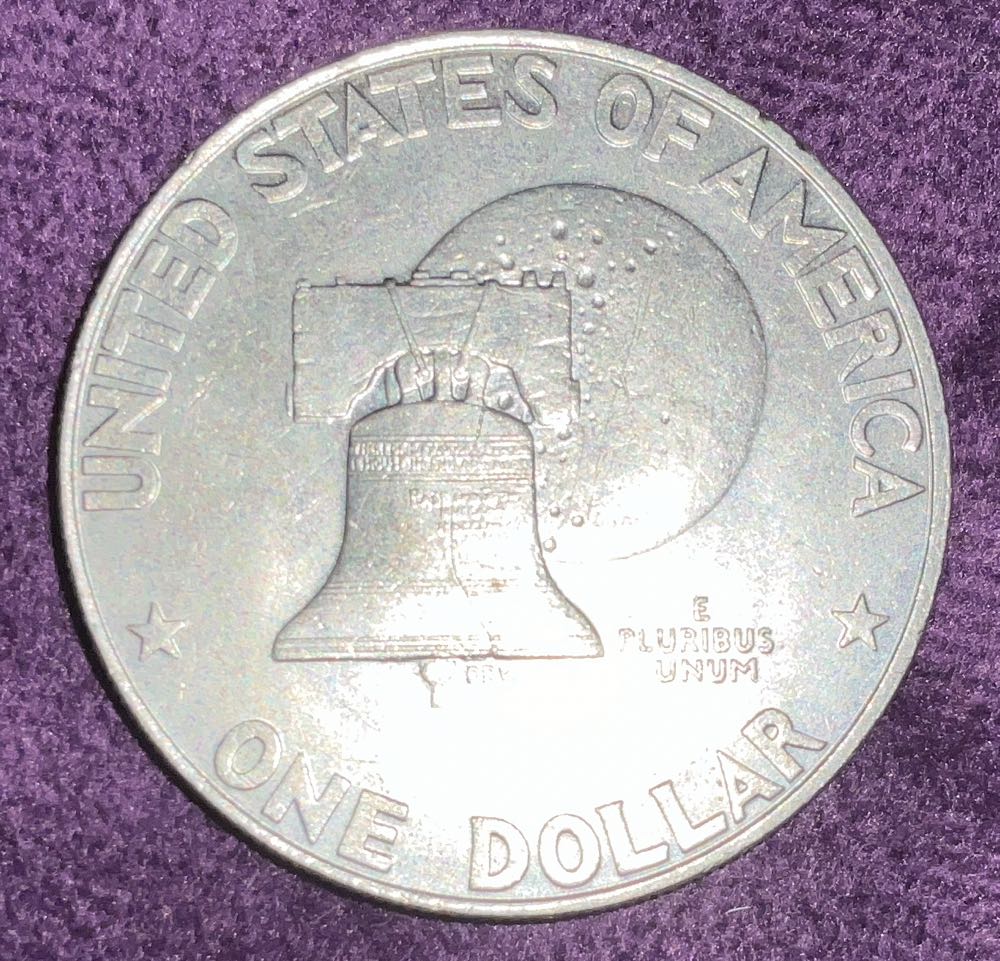 UNITED STATES OF AMERICA
E
PLURIBUS
UNUM
ONE DOLLAR